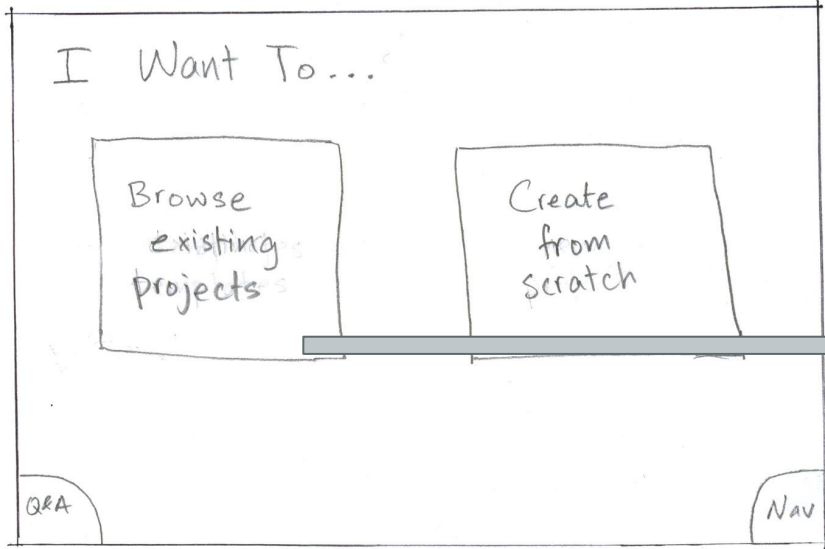 I Want To...
Browse
existing
projects
Create
from
scratch
Q&A
Nav